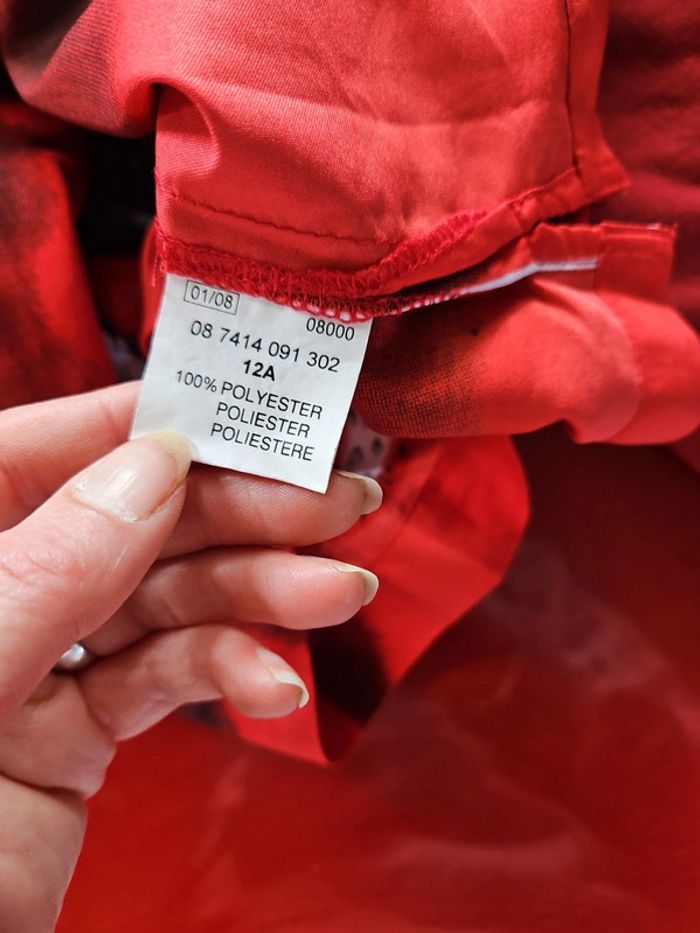 01/08
08000
08 7414 091 302
12A
100% POLYESTER
POLIESTER
POLIESTERE